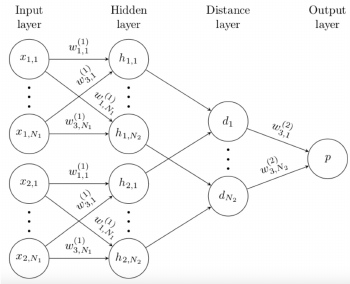 Input layer
Hidden layer
Distance layer
Output layer
x_{1,1}
w_{1,1}^{(1)}
h_{1,1}
w_{3,1}^{(1)}
w_{1,N_1}^{(1)}
x_{1,N_1}
w_{3,N_1}^{(1)}
h_{1,N_2}
d_1
w_{3,1}^{(2)}
p
x_{2,1}
w_{1,1}^{(1)}
h_{2,1}
w_{3,1}^{(1)}
w_{1,N_1}^{(1)}
d_{N_2}
w_{3,N_2}^{(2)}
x_{2,N_1}
w_{3,N_1}^{(1)}
h_{2,N_2}